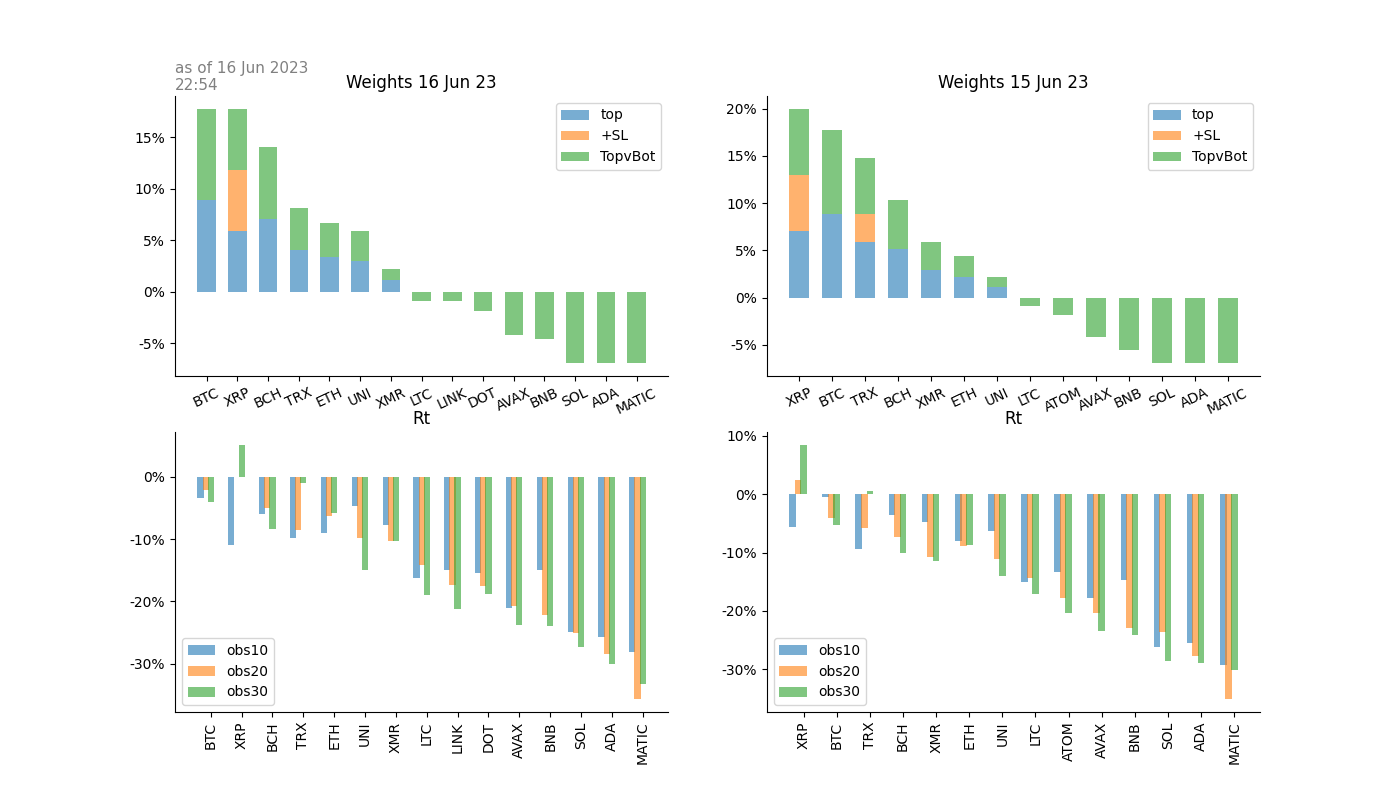 as of 16 Jun 2023
22:54
Weights 16 Jun 23
top
+SL
TopvBot
15%
10%
5%
0%
-5%
BTC XRP BCH TRX ETH UNI XMR LTC LINK DOT AVAX BNB SOL ADA MATIC
Weights 15 Jun 23
top
+SL
TopvBot
20%
15%
10%
5%
0%
-5%
XRP BTC TRX BCH XMR ETH UNI LTC ATOM AVAX BNB SOL ADA MATIC
Rt
0%
-10%
-20%
-30%
obs10
obs20
obs30
BTC XRP BCH TRX ETH UNI XMR LTC LINK DOT AVAX BNB SOL ADA MATIC
Rt
10%
0%
-10%
-20%
-30%
obs10
obs20
obs30
XRP BTC TRX BCH XMR ETH UNI LTC ATOM AVAX BNB SOL ADA MATIC